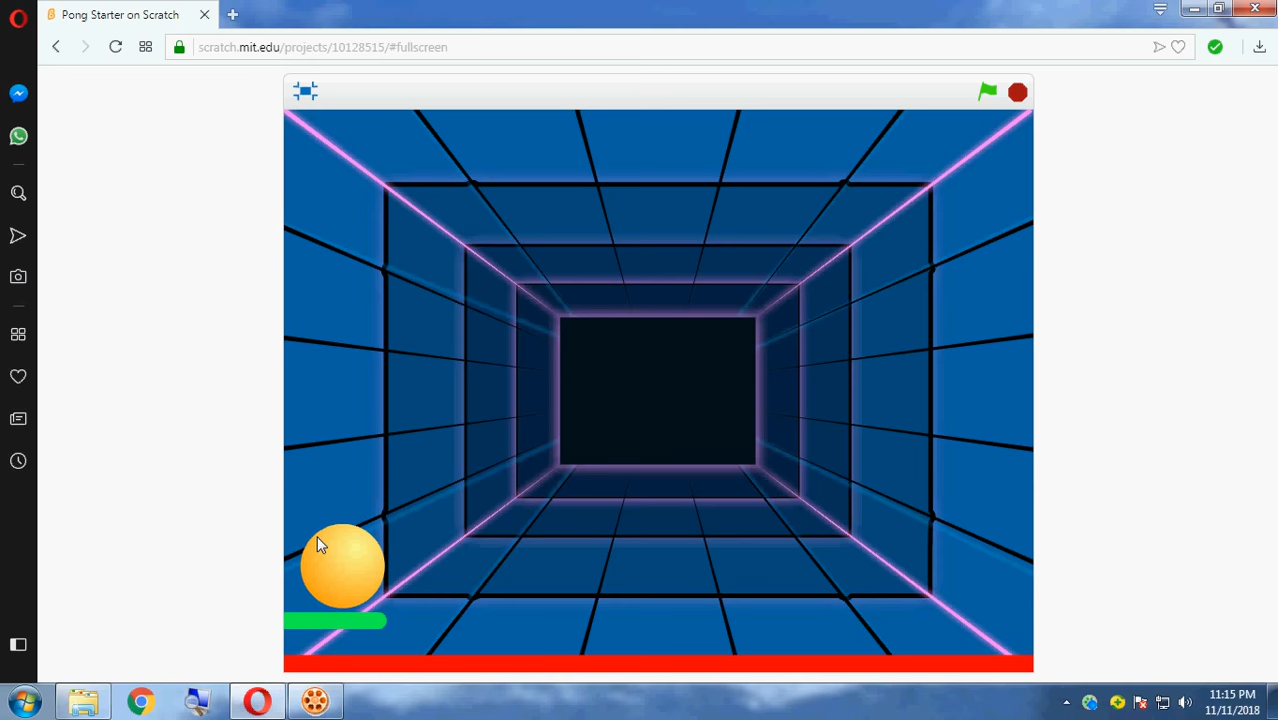 Pong Starter on Scratch
scratch.mit.edu/projects/10128515/#fullscreen
11:15 PM
11/11/2018